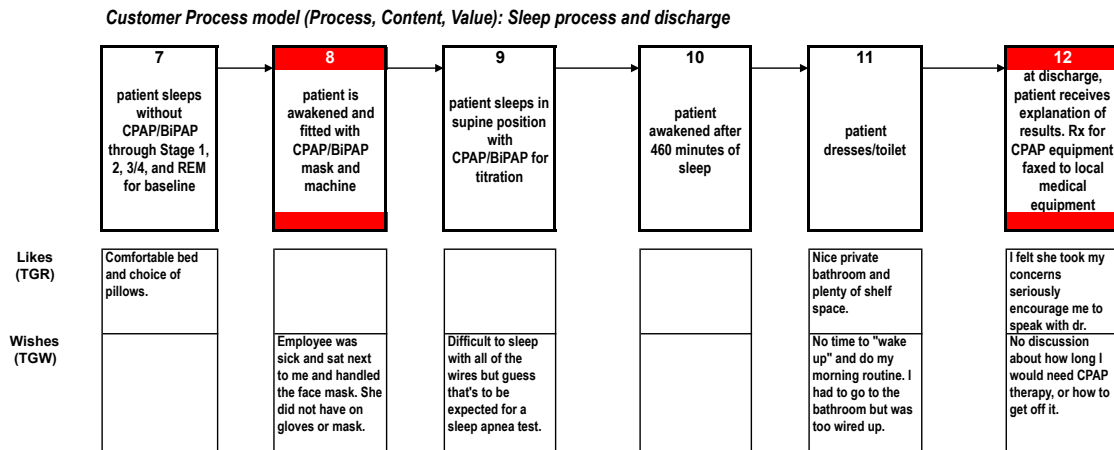 Customer Process model (Process, Content, Value): Sleep process and discharge
7
patient sleeps
without
CPAP/BiPAP
through Stage 1,
2, 3/4, and REM
for baseline
8
patient is
awakened and
fitted with
CPAP/BiPAP
mask and
machine
9
patient sleeps in
supine position
with
CPAP/BiPAP for
titration
10
patient
awakened after
460 minutes of
sleep
11
patient
dresses/toilet
12
at discharge,
patient receives
explanation of
results. Rx for
CPAP equipment
faxed to local
medical
equipment
Likes
(TGR)
Comfortable bed
and choice of
pillows.
Nice private
bathroom and
plenty of shelf
space.
I felt she took my
concerns
seriously
encourage me to
speak with dr.
Wishes
(TGW)
Employee was
sick and sat next
to me and handled
the face mask. She
did not have on
gloves or mask.
Difficult to sleep
with all of the
wires but guess
that's to be
expected for a
sleep apnea test.
No time to "wake
up" and do my
morning routine. I
had to go to the
bathroom but was
too wired up.
No discussion
about how long I
would need CPAP
therapy, or how to
get off it.